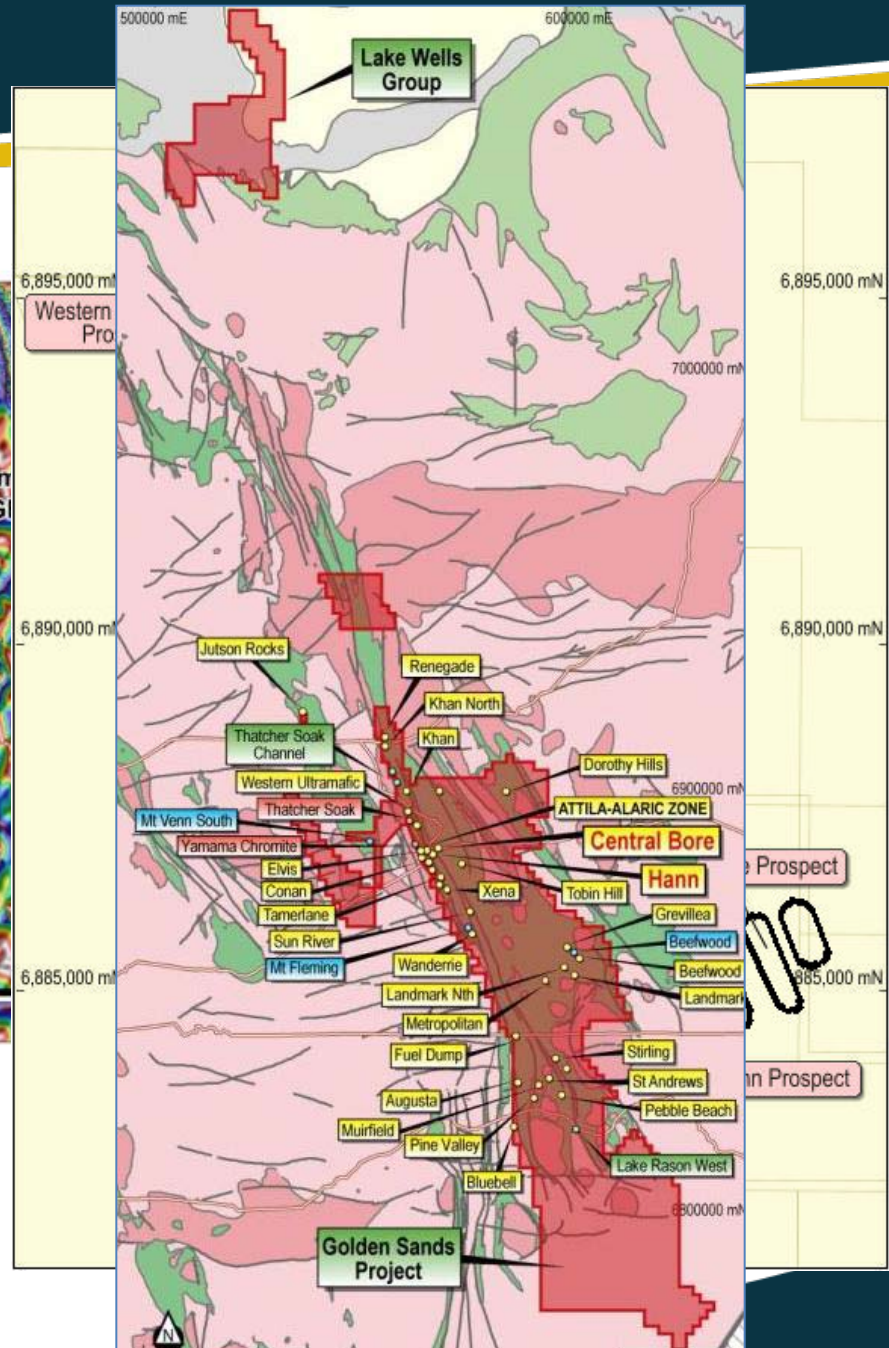 500000 mE
600000 mE
Lake Wells
Group
6,895,000 mN
6,895,000 mN
Western
Pro
7000000 mN
6,890,000 mN
6,890,000 mN
Jutson Rocks
Renegade
Khan North
Thatcher Soak
Channel
Khan
Western Ultramafic
Dorothy Hills
6900000 mN
Thatcher Soak
ATTILA-ALARIC ZONE
Mt Venn South
Yamama Chromite
Central Bore
Elvis
e Prospect
Hann
Conan
Xena
Tobin Hill
Tamerlane
Grevillea
Sun River
Beefwood
Mt Fleming
Wanderrie
Beefwood
6,885,000 mN
885,000 mN
Landmark Nth
Landmark
Metropolitan
Fuel Dump
Stirling
St Andrews
nn Prospect
Augusta
Pebble Beach
Muirfield
Pine Valley
Lake Rason West
Bluebell
6800000 mN
Golden Sands
Project
N